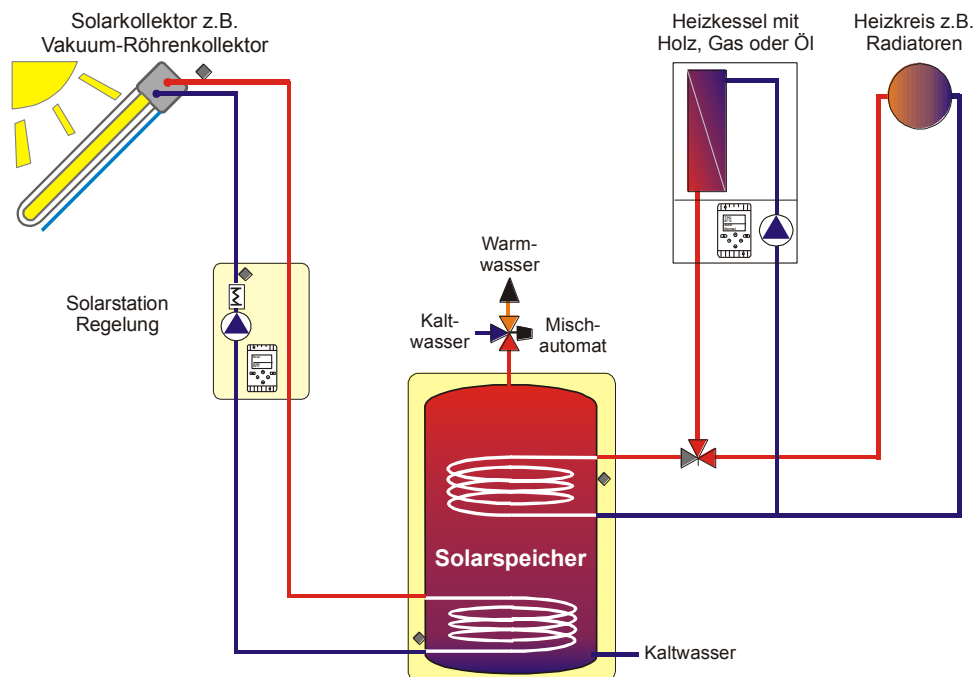 Solarkollektor z.B.
Vakuum-Röhrenkollektor
Heizkessel mit
Holz, Gas oder Öl
Heizkreis z.B.
Radiatoren
Warm-
wasser
Kalt-
wasser
Misch-
automat
Solarstation
Regelung
Solarspeicher
Kaltwasser